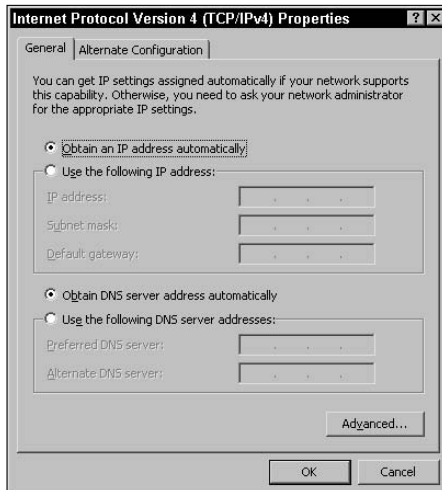 Internet Protocol Version 4 (TCP/IPv4) Properties
General
Alternate Configuration
You can get IP settings assigned automatically if your network supports
this capability. Otherwise, you need to ask your network administrator
for the appropriate IP settings.
Obtain an IP address automatically
Use the following IP address:
IP address:
Subnet mask:
Default gateway:
Obtain DNS server address automatically
Use the following DNS server addresses:
Preferred DNS server:
Alternate DNS server:
Advanced...
OK
Cancel